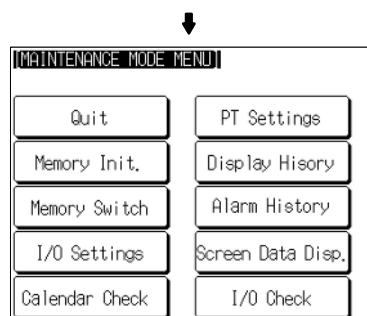 [MAINTENANCE MODE MENU]
Quit
PT Settings
Memory Init.
Display Hisory
Memory Switch
Alarm History
I/O Settings
Screen Data Disp.
Calendar Check
I/O Check